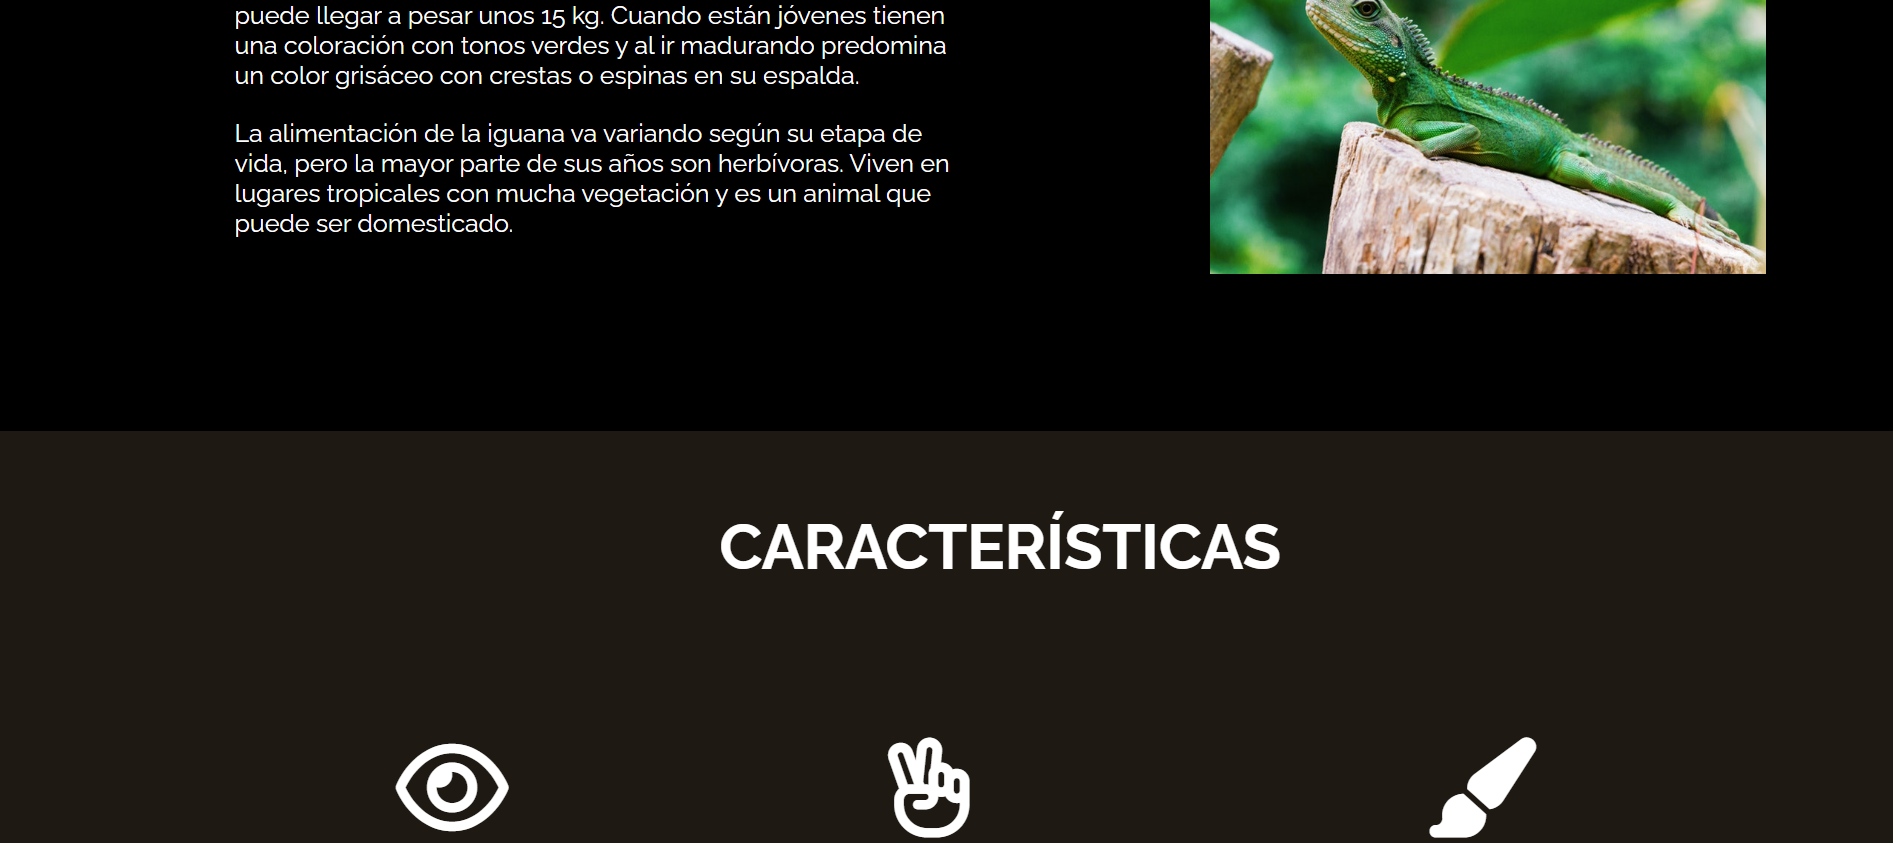 puede llegar a pesar unos 15 kg. Cuando están jóvenes tienen
una coloración con tonos verdes y al ir madurando predomina
un color grisáceo con crestas o espinas en su espalda.
La alimentación de la iguana va variando según su etapa de
vida, pero la mayor parte de sus años son herbívoras. Viven en
lugares tropicales con mucha vegetación y es un animal que
puede ser domesticado.
CARACTERÍSTICAS